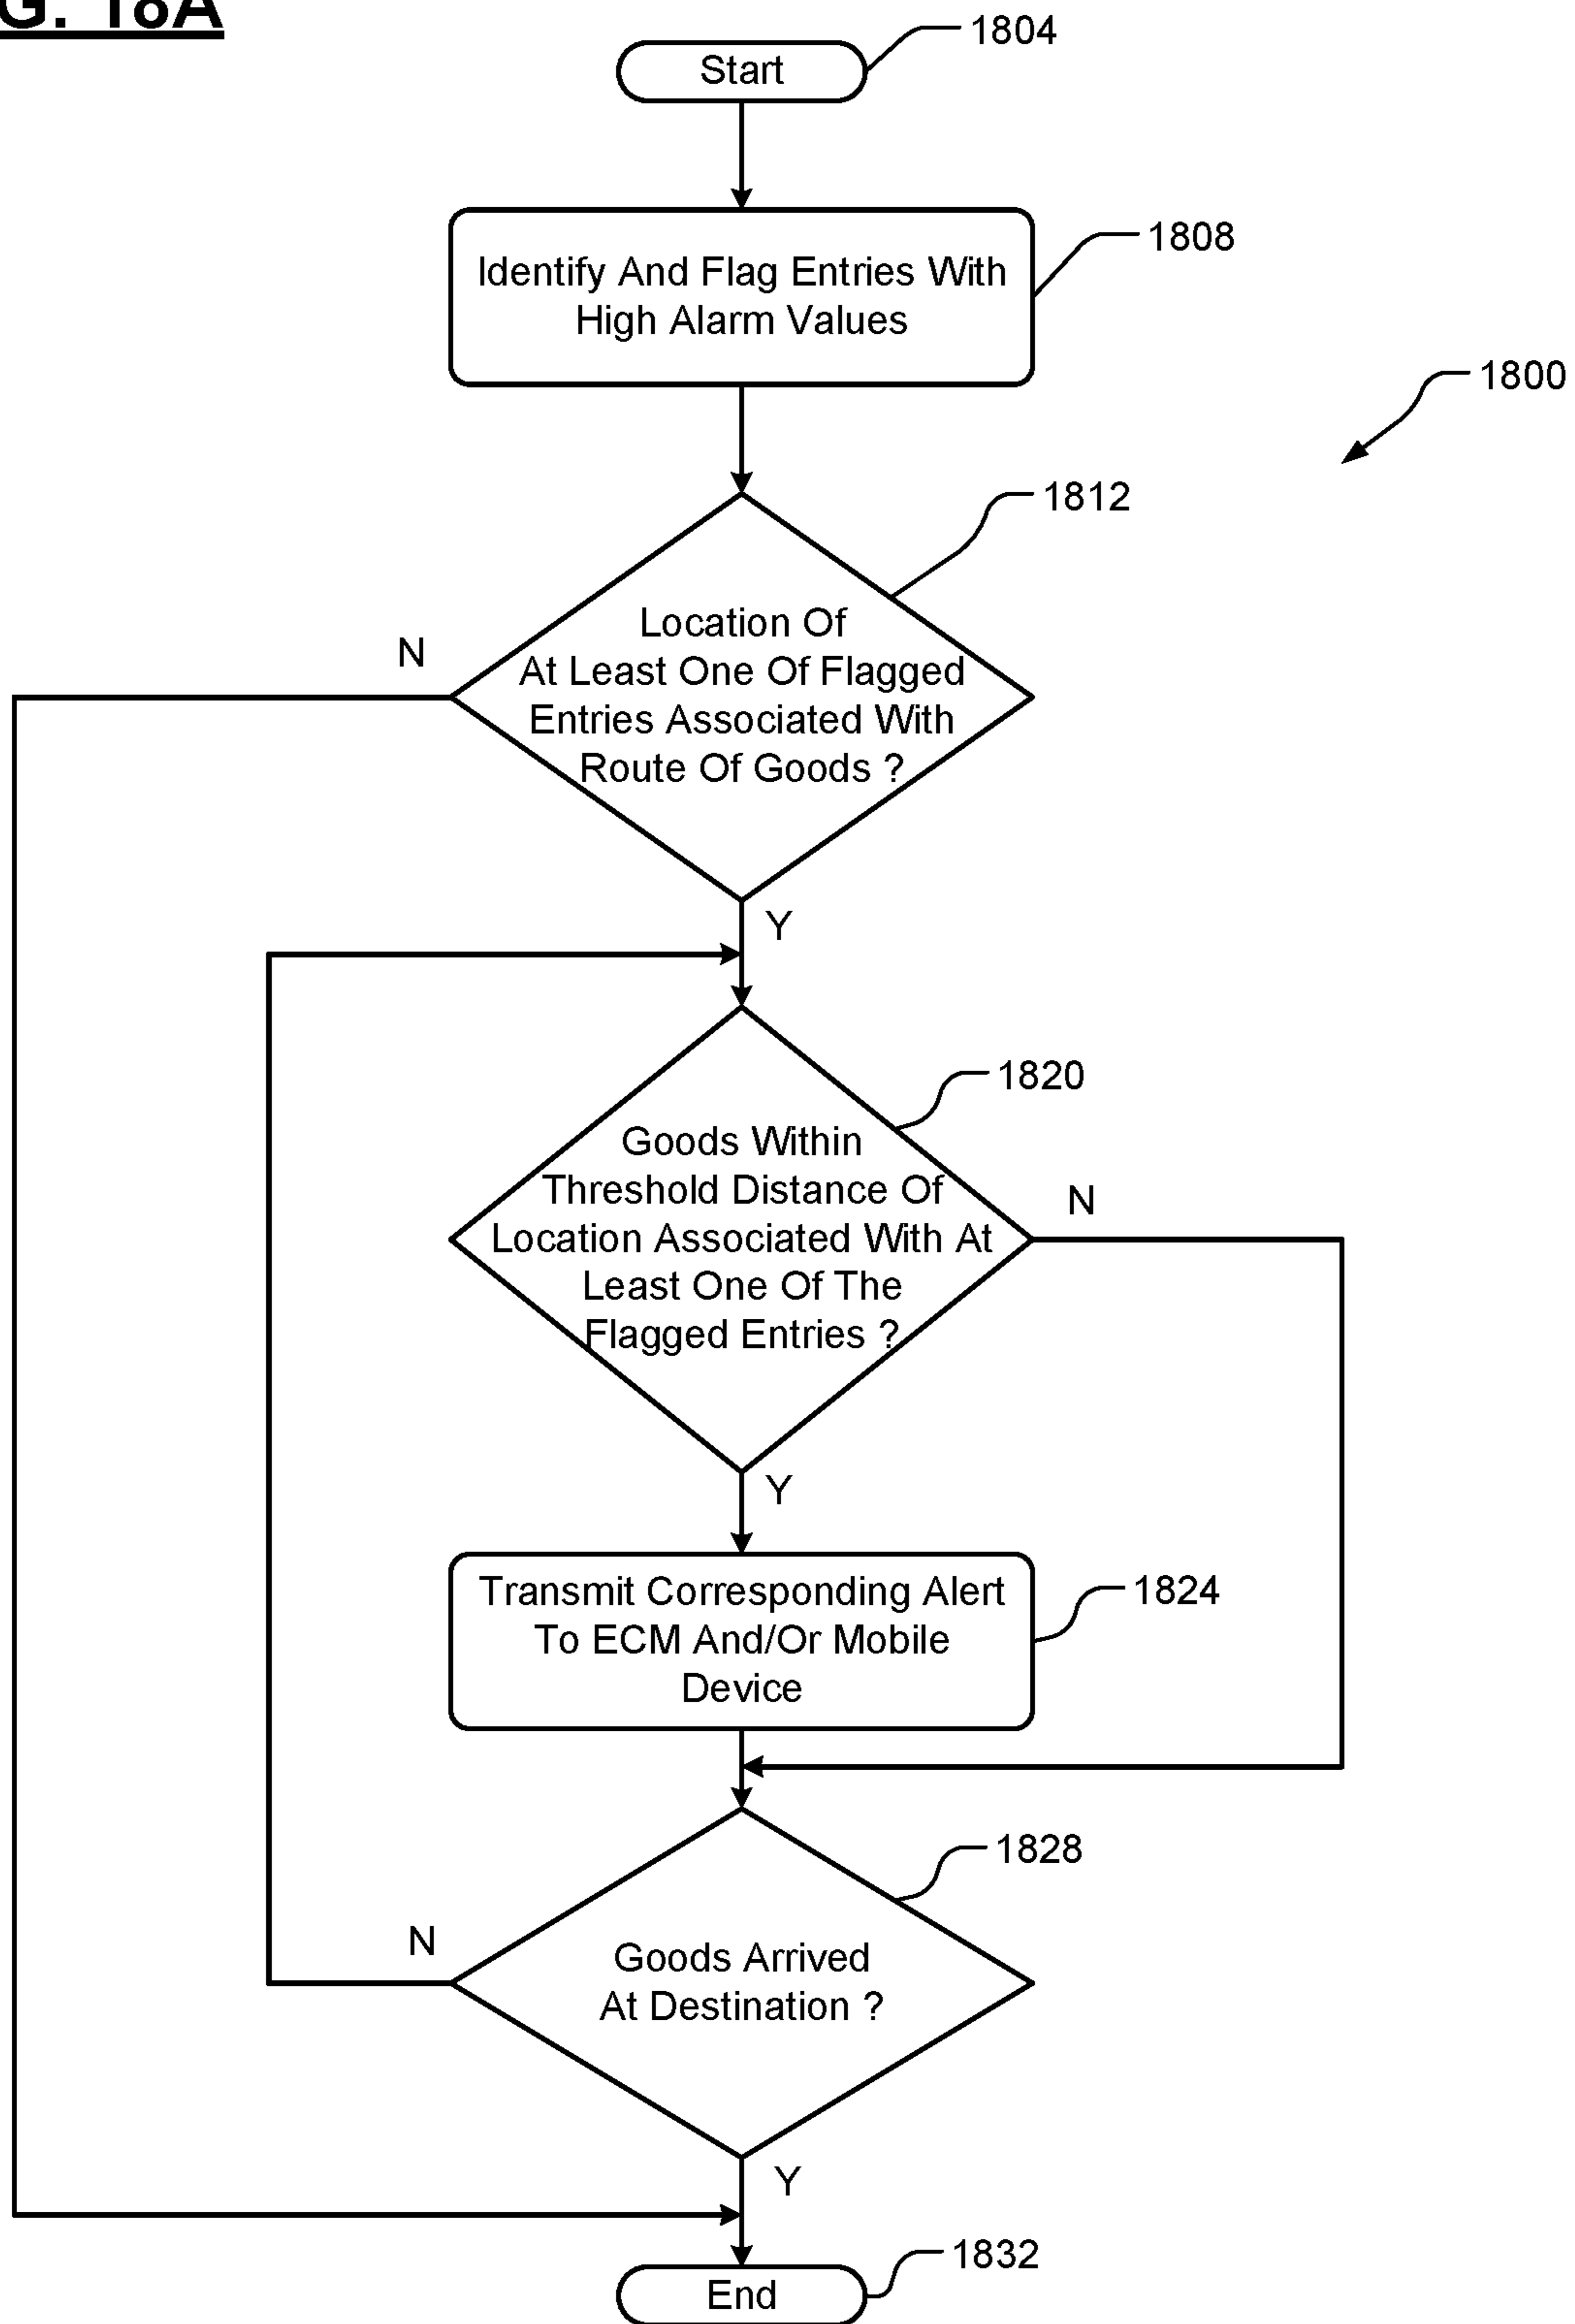 G. 18A
1804
Start
1808
Identify And Flag Entries With
High Alarm Values
1800
1812
Location Of
At Least One Of Flagged
Entries Associated With
Route Of Goods ?
N
Y
1820
Goods Within
Threshold Distance Of
Location Associated With At
Least One Of The
Flagged Entries ?
N
Y
Transmit Corresponding Alert
To ECM And/Or Mobile
Device
1824
1828
N
Goods Arrived
At Destination ?
Y
1832
End